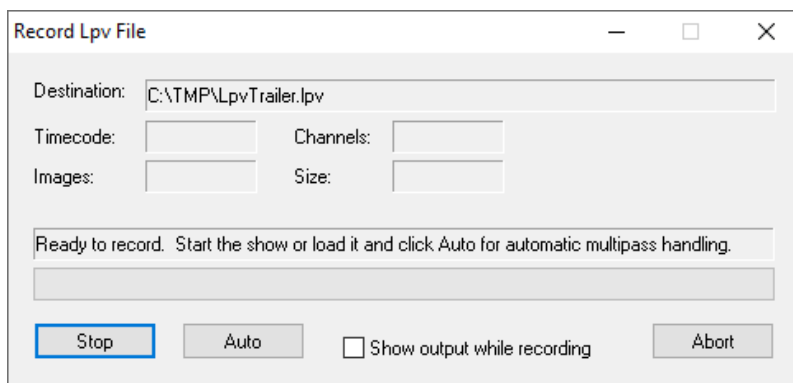 Record Lpv File
Destination: C:\TMP\LpvTrailer.lpv
Timecode: Channels:
Images: Size:
Ready to record.  Start the show or load it and click Auto for automatic multipass handling.
Stop Auto Show output while recording Abort